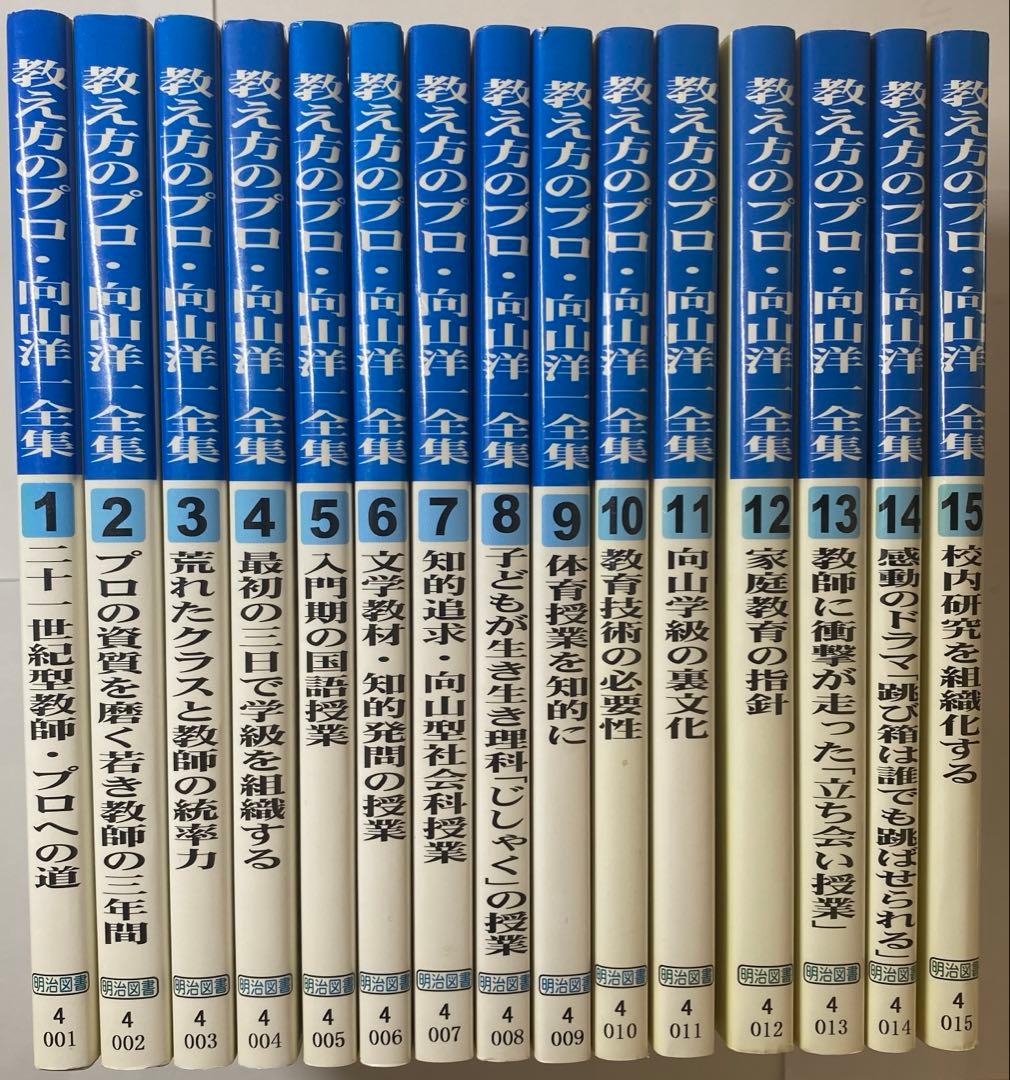 教え方のプロ・向山洋一全集
1
二十一世紀型教師・プロへの道
明治図書
4
001
教え方のプロ・向山洋一全集
2
プロの資質を磨く若き教師の三年間
明治図書
4
002
教え方のプロ・向山洋一全集
3
荒れたクラスと教師の統率力
明治図書
4
003
教え方のプロ・向山洋一全集
4
最初の三日で学級を組織する
明治図書
4
004
教え方のプロ・向山洋一全集
5
入門期の国語授業
明治図書
4
005
教え方のプロ・向山洋一全集
6
文学教材・知的発問の授業
明治図書
4
006
教え方のプロ・向山洋一全集
7
知的追求・向山型社会科授業
明治図書
4
007
教え方のプロ・向山洋一全集
8
子どもが生き生き理科「じしゃく」の授業
明治図書
4
008
教え方のプロ・向山洋一全集
9
体育授業を知的に
明治図書
4
009
教え方のプロ・向山洋一全集
10
教育技術の必要性
明治図書
4
010
教え方のプロ・向山洋一全集
11
向山学級の裏文化
明治図書
4
011
教え方のプロ・向山洋一全集
12
家庭教育の指針
明治図書
4
012
教え方のプロ・向山洋一全集
13
教師に衝撃が走った「立ち会い授業」
明治図書
4
013
教え方のプロ・向山洋一全集
14
感動のドラマ「跳び箱は誰でも跳ばせられる」
明治図書
4
014
教え方のプロ・向山洋一全集
15
校内研究を組織化する
明治図書
4
015